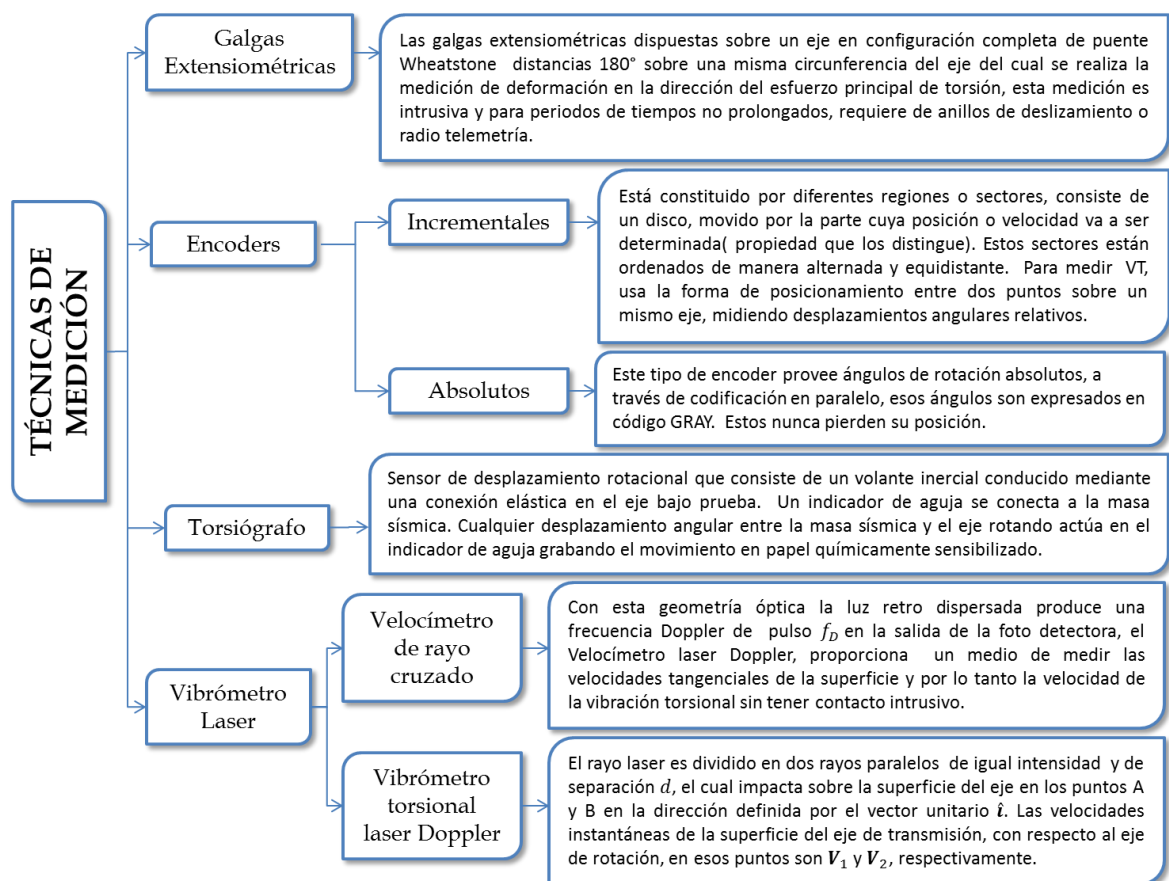 TÉCNICAS DE
MEDICIÓN
Galgas
Extensiométricas
Las galgas extensiométricas dispuestas sobre un eje en configuración completa de puente
Wheatstone distancias 180° sobre una misma circunferencia del eje del cual se realiza la
medición de deformación en la dirección del esfuerzo principal de torsión, esta medición es
intrusiva y para periodos de tiempos no prolongados, requiere de anillos de deslizamiento o
radio telemetría.
Encoders
Incrementales
Está constituido por diferentes regiones o sectores, consiste de
un disco, movido por la parte cuya posición o velocidad va a ser
determinada( propiedad que los distingue). Estos sectores están
ordenados de manera alternada y equidistante. Para medir VT,
usa la forma de posicionamiento entre dos puntos sobre un
mismo eje, midiendo desplazamientos angulares relativos.
Absolutos
Este tipo de encoder provee ángulos de rotación absolutos, a
través de codificación en paralelo, esos ángulos son expresados en
código GRAY. Estos nunca pierden su posición.
Torsiógrafo
Sensor de desplazamiento rotacional que consiste de un volante inercial conducido mediante
una conexión elástica en el eje bajo prueba. Un indicador de aguja se conecta a la masa
sísmica. Cualquier desplazamiento angular entre la masa sísmica y el eje rotando actúa en el
indicador de aguja grabando el movimiento en papel químicamente sensibilizado.
Vibrómetro
Laser
Velocímetro
de rayo
cruzado
Con esta geometría óptica la luz retro dispersada produce una
frecuencia Doppler de pulso f_D en la salida de la foto detectora, el
Velocímetro laser Doppler, proporciona un medio de medir las
velocidades tangenciales de la superficie y por lo tanto la velocidad de
la vibración torsional sin tener contacto intrusivo.
Vibrómetro
torsional
laser Doppler
El rayo laser es dividido en dos rayos paralelos de igual intensidad y de
separación d, el cual impacta sobre la superficie del eje en los puntos A
y B en la dirección definida por el vector unitario î. Las velocidades
instantáneas de la superficie del eje de transmisión, con respecto al eje
de rotación, en esos puntos son V₁ y V₂, respectivamente.